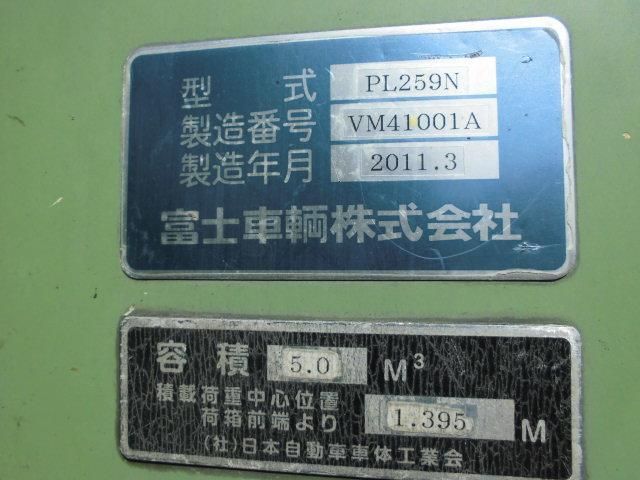 型式 PL259N
製造番号 VM41001A
製造年月 2011.3
富士車輌株式会社
容積 5.0 M³
積載荷重中心位置
荷箱前端より 1.395 M
(社)日本自動車車体工業会